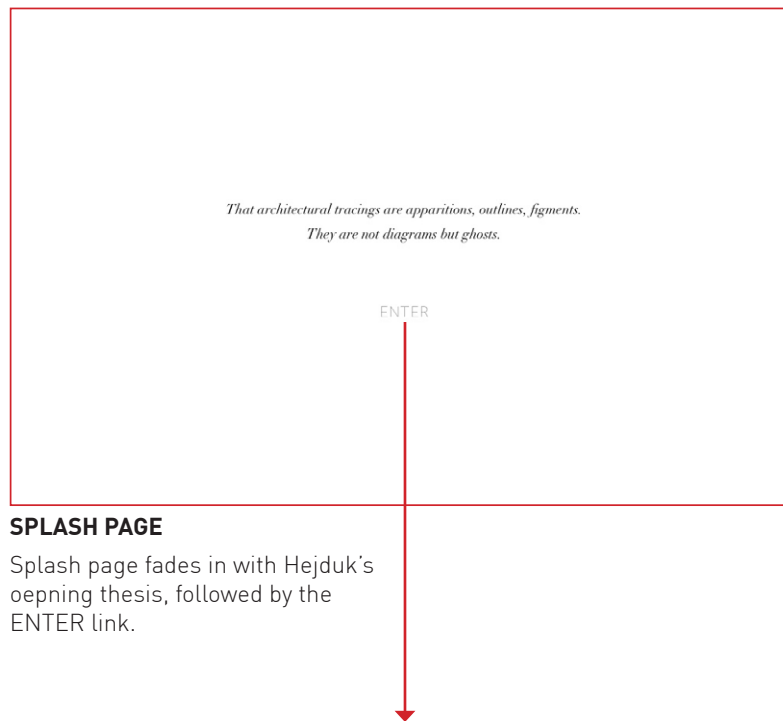 That architectural tracings are apparitions, outlines, figments.
They are not diagrams but ghosts.
ENTER
SPLASH PAGE
Splash page fades in with Hejduk’s
oepning thesis, followed by the
ENTER link.